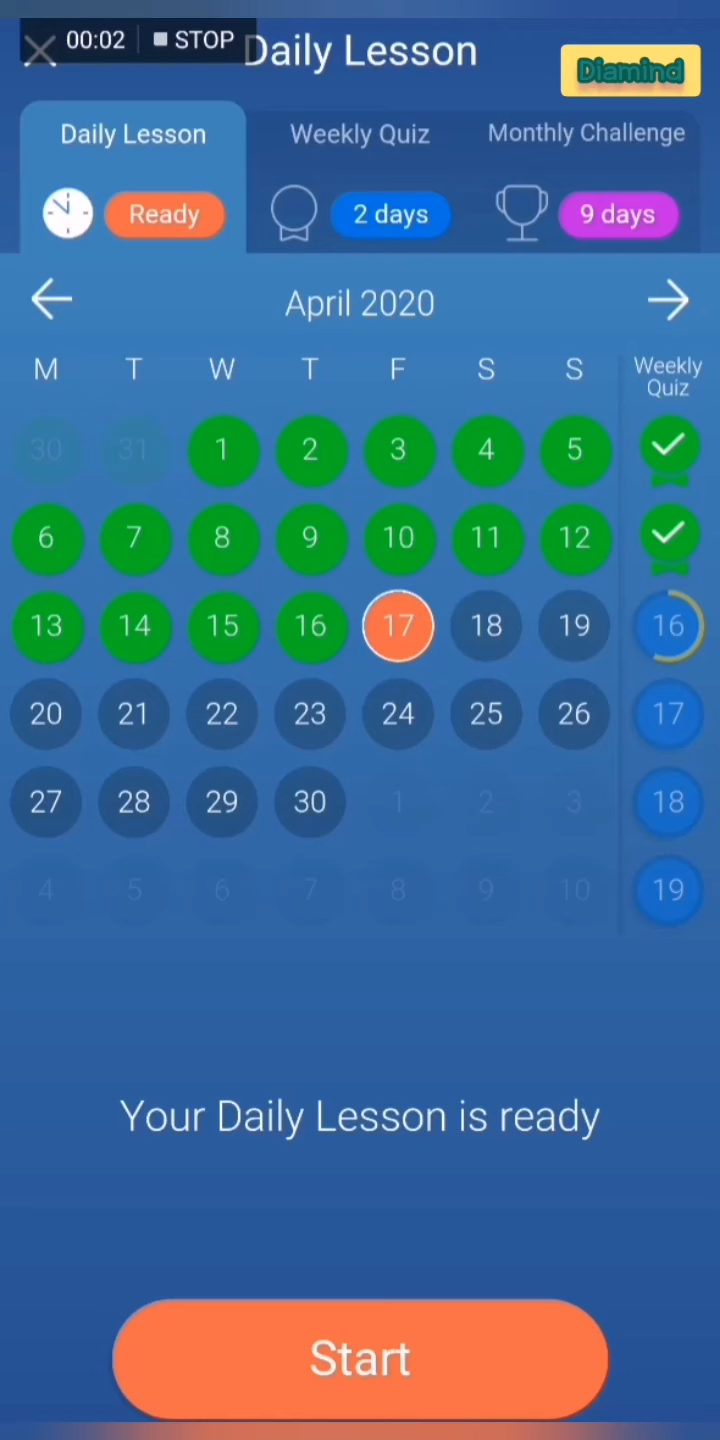 00:02 STOP
Daily Lesson
Diamind
Daily Lesson Weekly Quiz Monthly Challenge
Ready 2 days 9 days
April 2020
M T W T F S S Weekly
Quiz
30 31 1 2 3 4 5
6 7 8 9 10 11 12
13 14 15 16 17 18 19 16
20 21 22 23 24 25 26 17
27 28 29 30 1 2 3 18
4 5 6 7 8 9 10 19
Your Daily Lesson is ready
Start